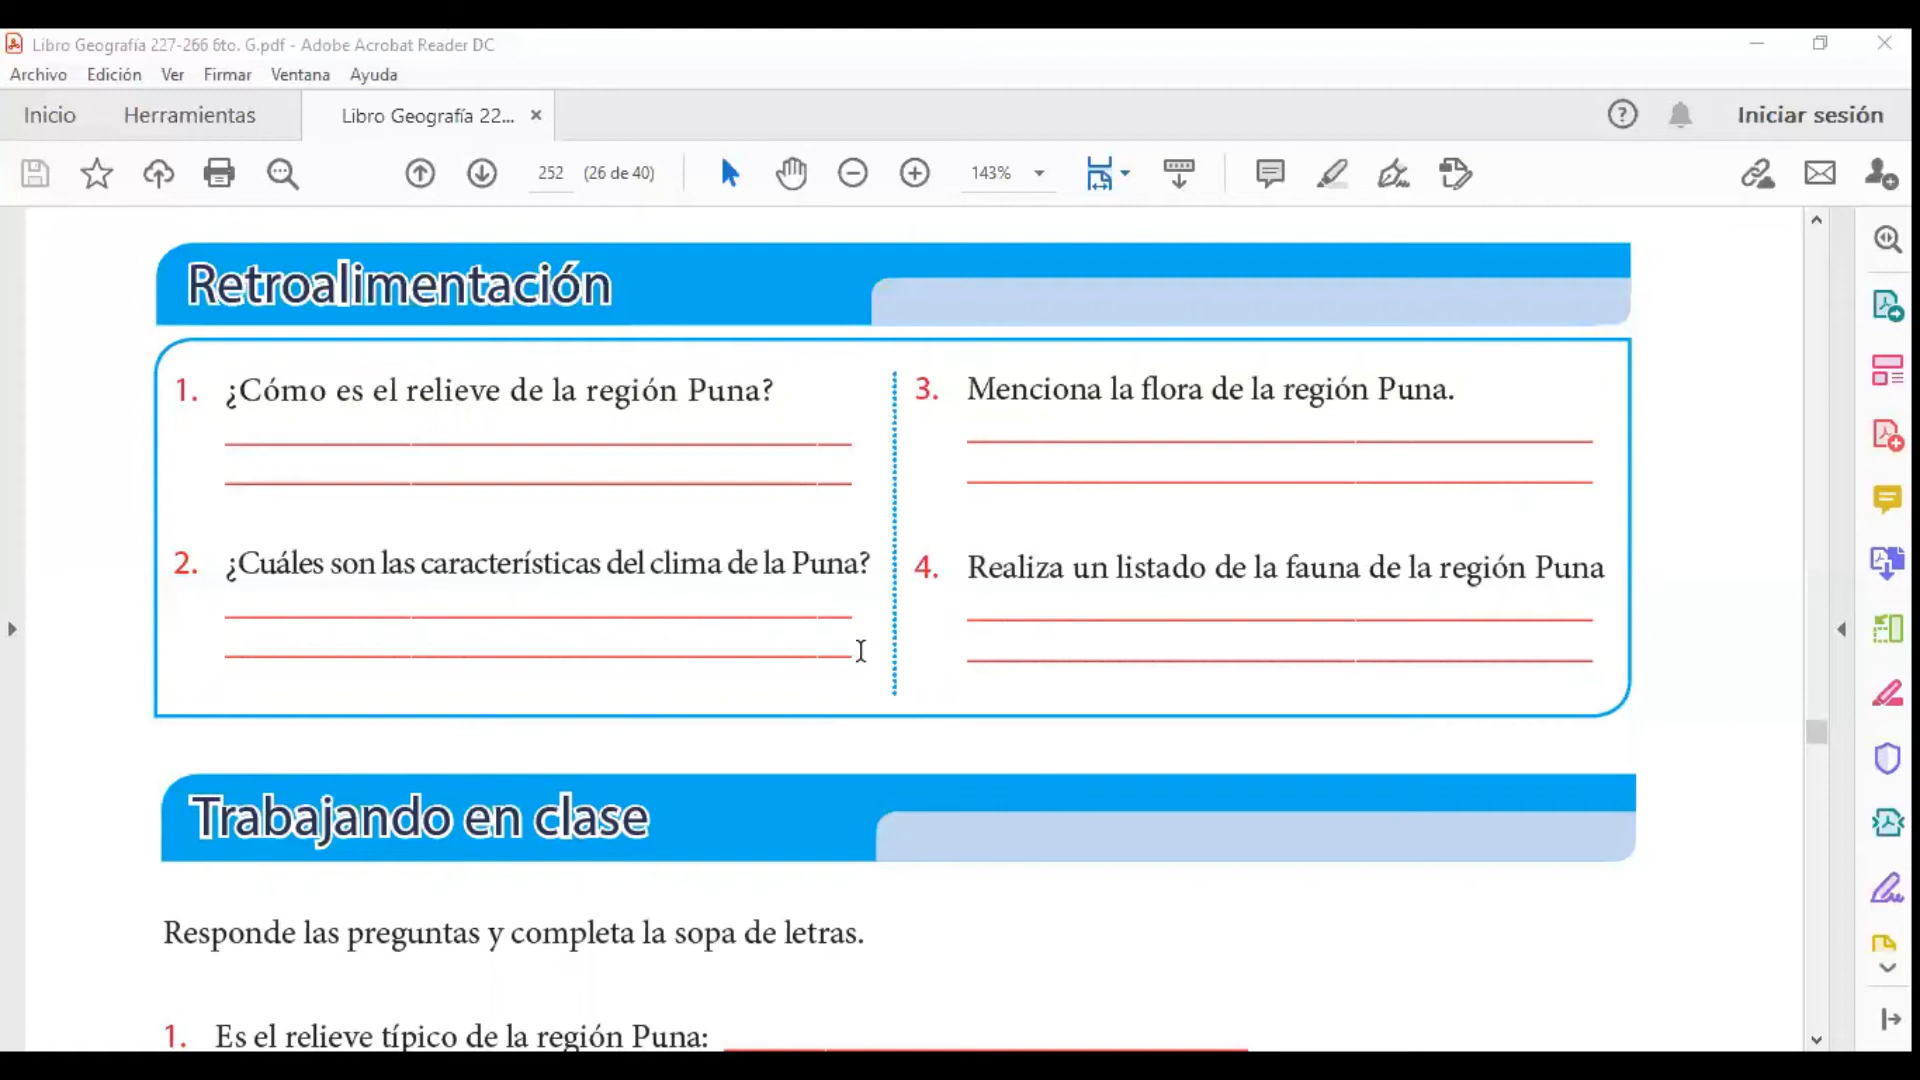 Libro Geografía 227-266 6to. G.pdf - Adobe Acrobat Reader DC
Archivo Edición Ver Firmar Ventana Ayuda
Inicio Herramientas Libro Geografía 22... × Iniciar sesión
252 (26 de 40) 143%
Retroalimentación
1. ¿Cómo es el relieve de la región Puna?
2. ¿Cuáles son las características del clima de la Puna?
3. Menciona la flora de la región Puna.
4. Realiza un listado de la fauna de la región Puna
Trabajando en clase
Responde las preguntas y completa la sopa de letras.
1. Es el relieve típico de la región Puna: